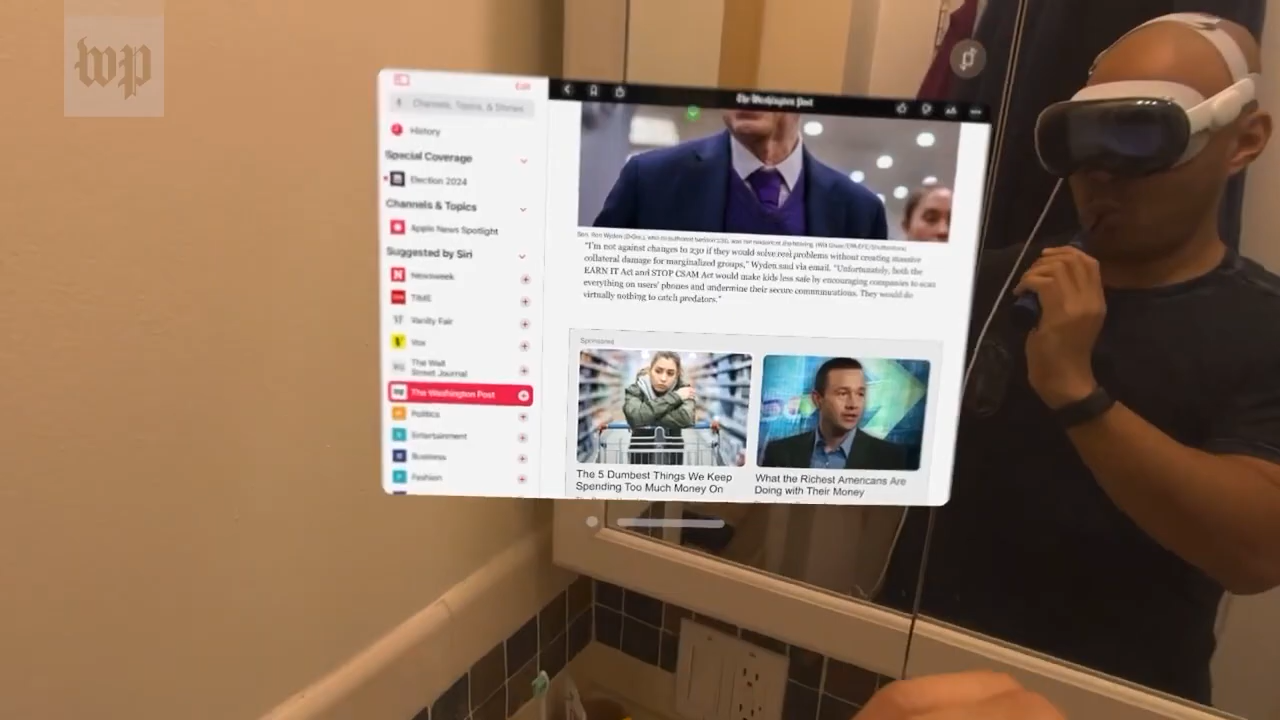 wp
Edit
Channels, Topics, & Stories
History
Special Coverage
Election 2024
Channels & Topics
Apple News Spotlight
Suggested by Siri
Newsweek
TIME
Vanity Fair
Vox
The Wall
Street Journal
The Washington Post
Politics
Entertainment
Business
Fashion
The Washington Post
AA
"I'm not against changes to 230 if they would solve real problems without creating massive
collateral damage for marginalized groups," Wyden said via email. "Unfortunately, both the
EARN IT Act and STOP CSAM Act would make kids less safe by encouraging companies to scan
everything on users' phones and undermine their secure communications. They would do
virtually nothing to catch predators."
Sponsored
The 5 Dumbest Things We Keep
Spending Too Much Money On
What the Richest Americans Are
Doing with Their Money